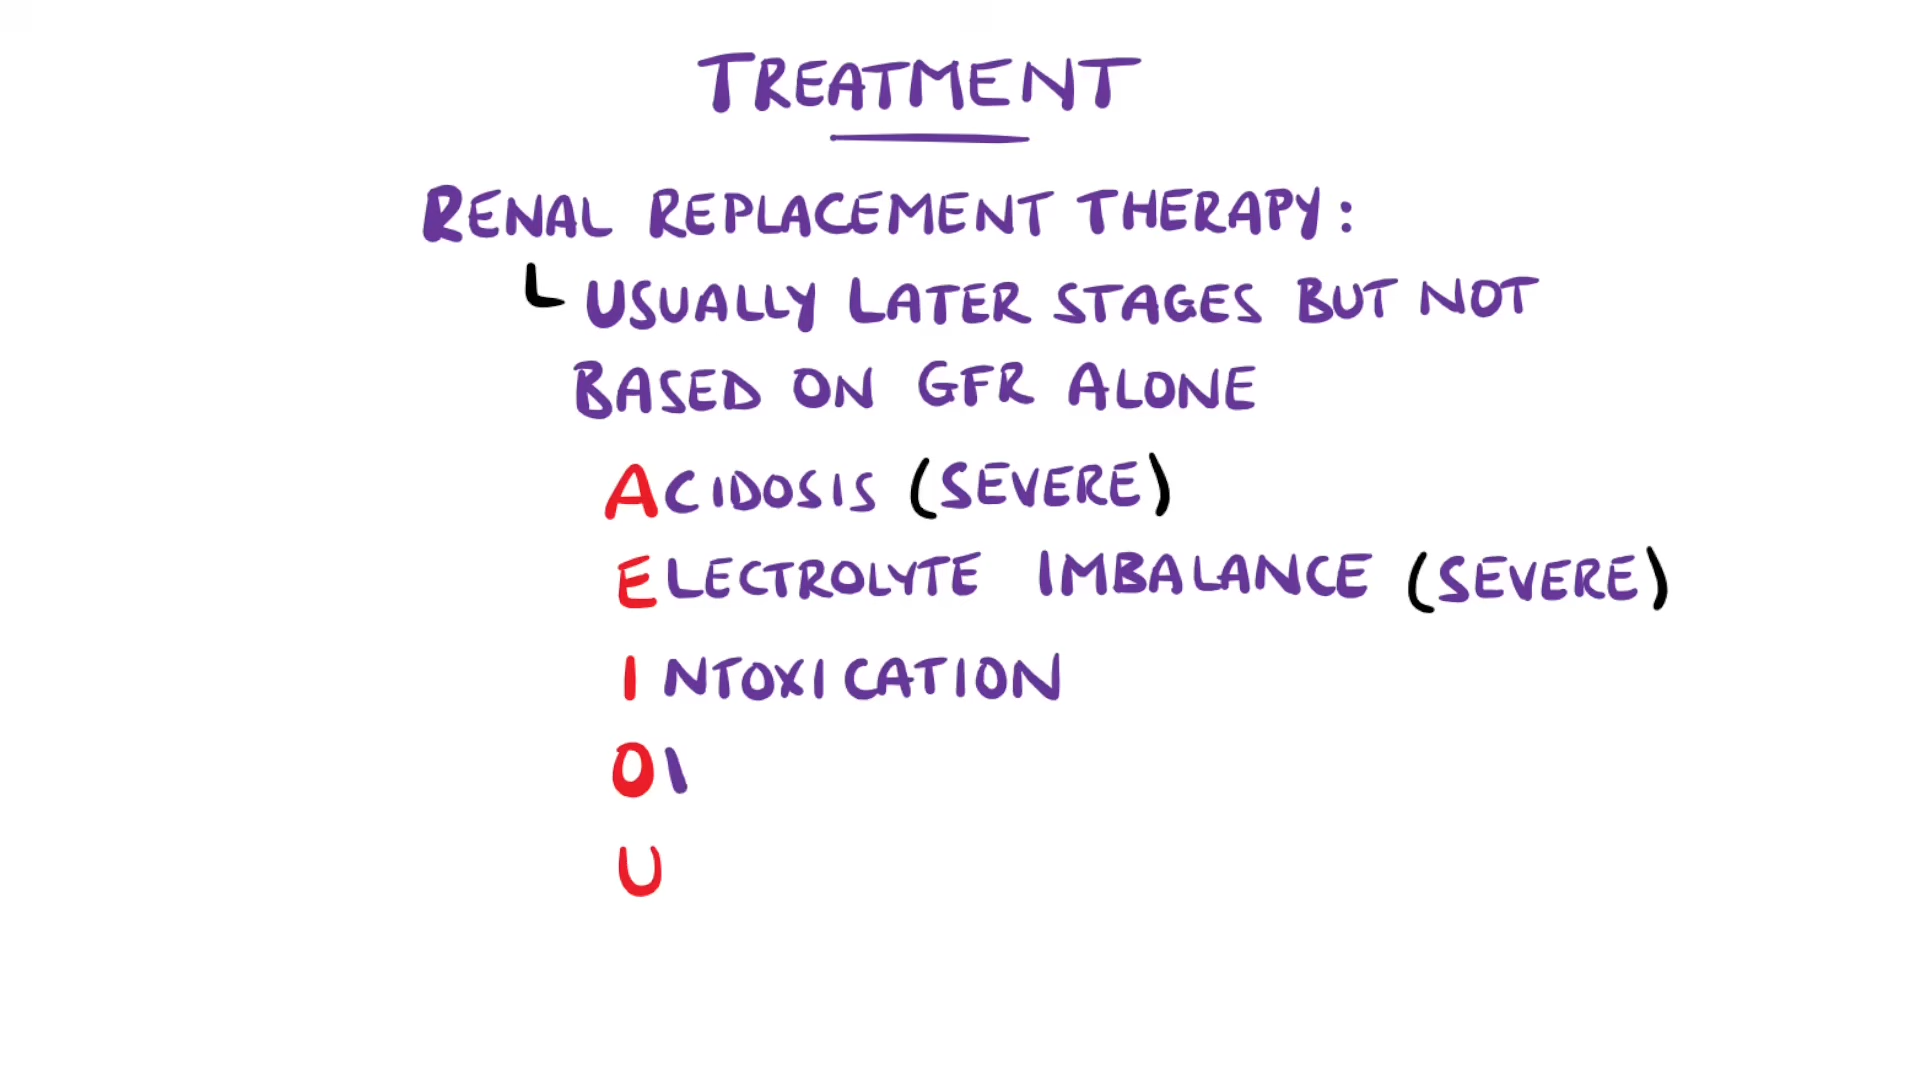 TREATMENT
RENAL REPLACEMENT THERAPY:
USUALLY LATER STAGES BUT NOT
BASED ON GFR ALONE
ACIDOSIS (SEVERE)
ELECTROLYTE IMBALANCE (SEVERE)
INTOXICATION
O
U